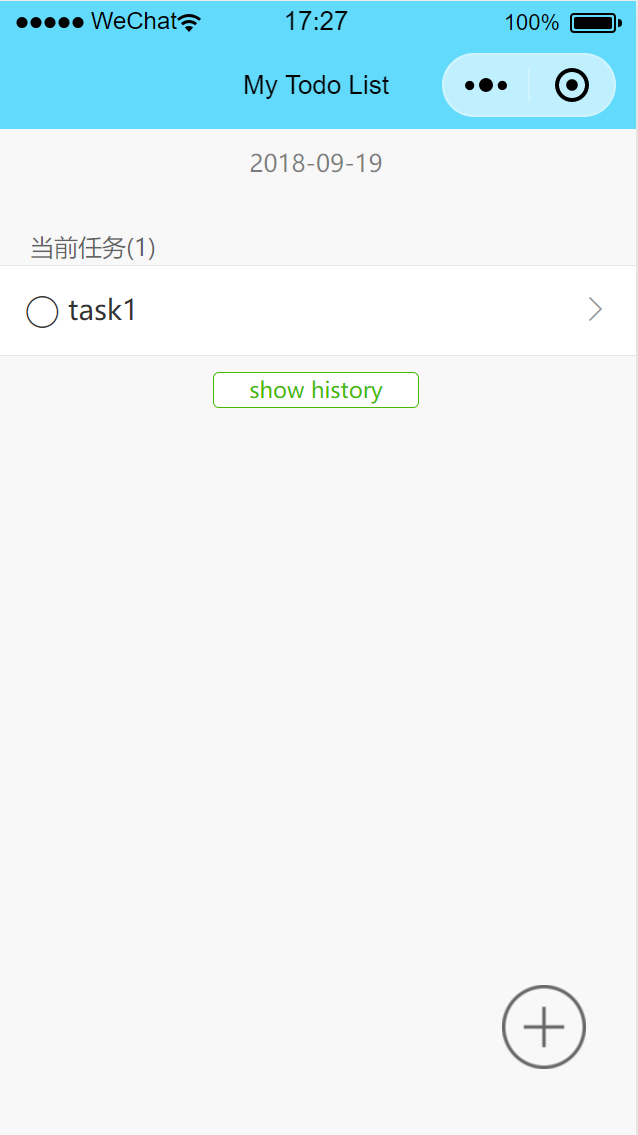 WeChat 17:27 100%
My Todo List
2018-09-19
当前任务(1)
task1
show history